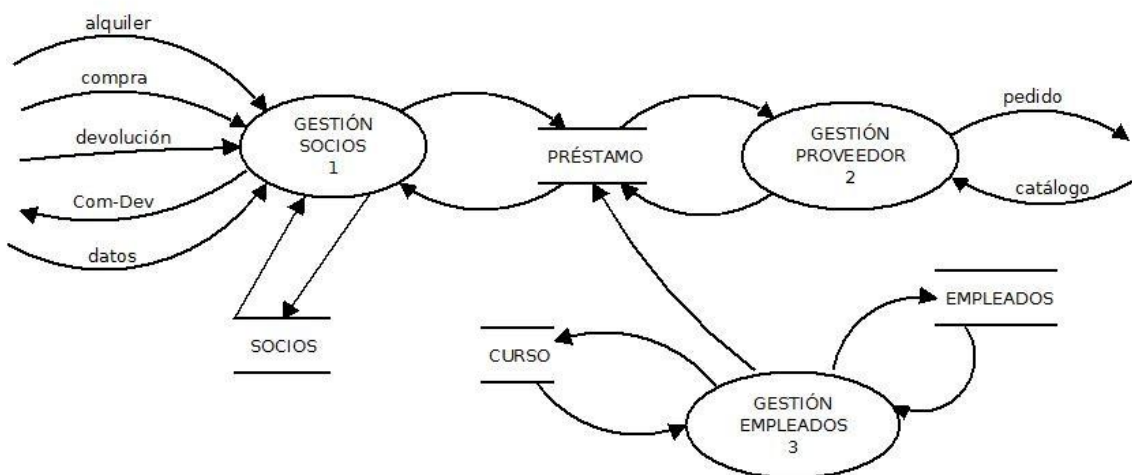 alquiler
compra
devolución
Com-Dev
datos
GESTIÓN
SOCIOS
1
PRÉSTAMO
GESTIÓN
PROVEEDOR
2
pedido
catálogo
SOCIOS
CURSO
EMPLEADOS
GESTIÓN
EMPLEADOS
3